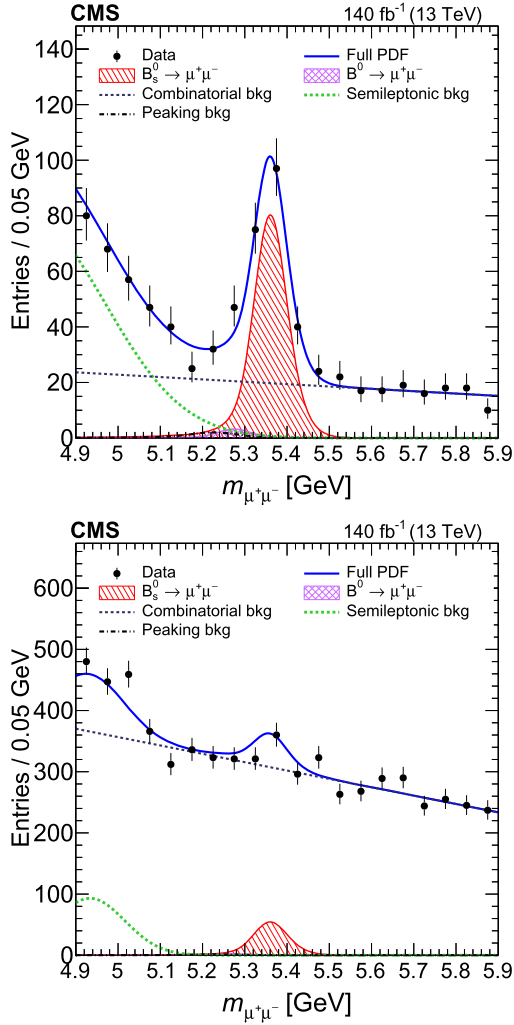 CMS 140 fb⁻¹ (13 TeV)
Data Full PDF
B⁰ₛ → μ⁺μ⁻ B⁰ → μ⁺μ⁻
Combinatorial bkg Semileptonic bkg
Peaking bkg
140
120
100
80
60
40
20
0
Entries / 0.05 GeV
4.9 5 5.1 5.2 5.3 5.4 5.5 5.6 5.7 5.8 5.9
m_μ⁺μ⁻ [GeV]
CMS 140 fb⁻¹ (13 TeV)
Data Full PDF
B⁰ₛ → μ⁺μ⁻ B⁰ → μ⁺μ⁻
Combinatorial bkg Semileptonic bkg
Peaking bkg
600
500
400
300
200
100
0
Entries / 0.05 GeV
4.9 5 5.1 5.2 5.3 5.4 5.5 5.6 5.7 5.8 5.9
m_μ⁺μ⁻ [GeV]